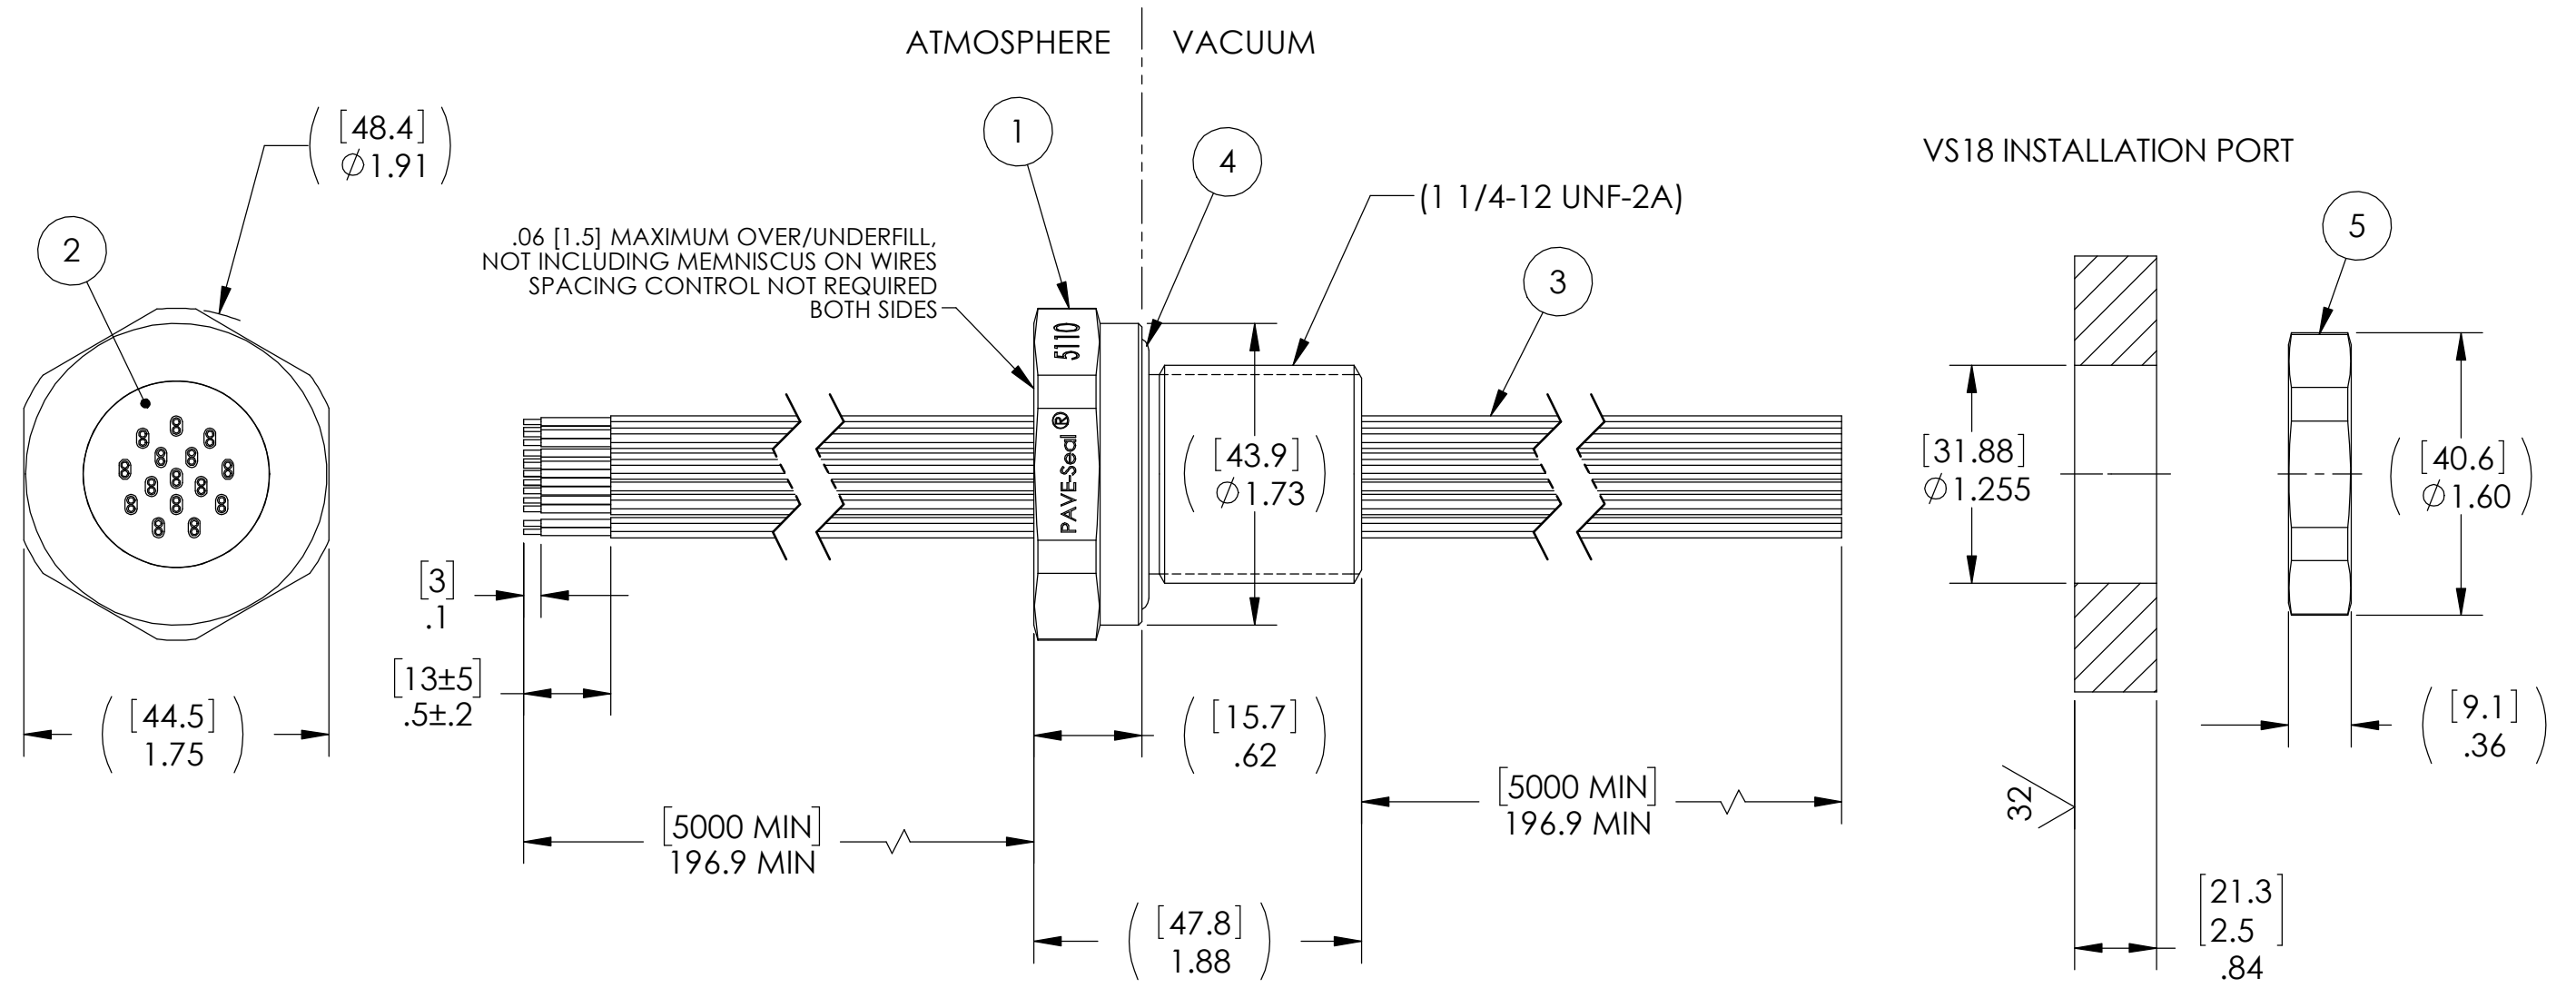 ATMOSPHERE
VACUUM
[48.4]
∅1.91
1
4
VS18 INSTALLATION PORT
2
.06 [1.5] MAXIMUM OVER/UNDERFILL,
NOT INCLUDING MEMNISCUS ON WIRES
SPACING CONTROL NOT REQUIRED
BOTH SIDES
(1 1/4-12 UNF-2A)
3
5
5110
PAVE-Seal®
[43.9]
∅1.73
[31.88]
∅1.255
[40.6]
∅1.60
[3]
.1
[13±5]
.5±.2
[44.5]
1.75
[15.7]
.62
[9.1]
.36
[5000 MIN]
196.9 MIN
[5000 MIN]
196.9 MIN
32
[47.8]
1.88
[21.3
2.5]
.84